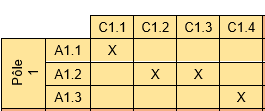 C1.1 C1.2 C1.3 C1.4
Pôle 1
A1.1 X
A1.2 X X
A1.3 X